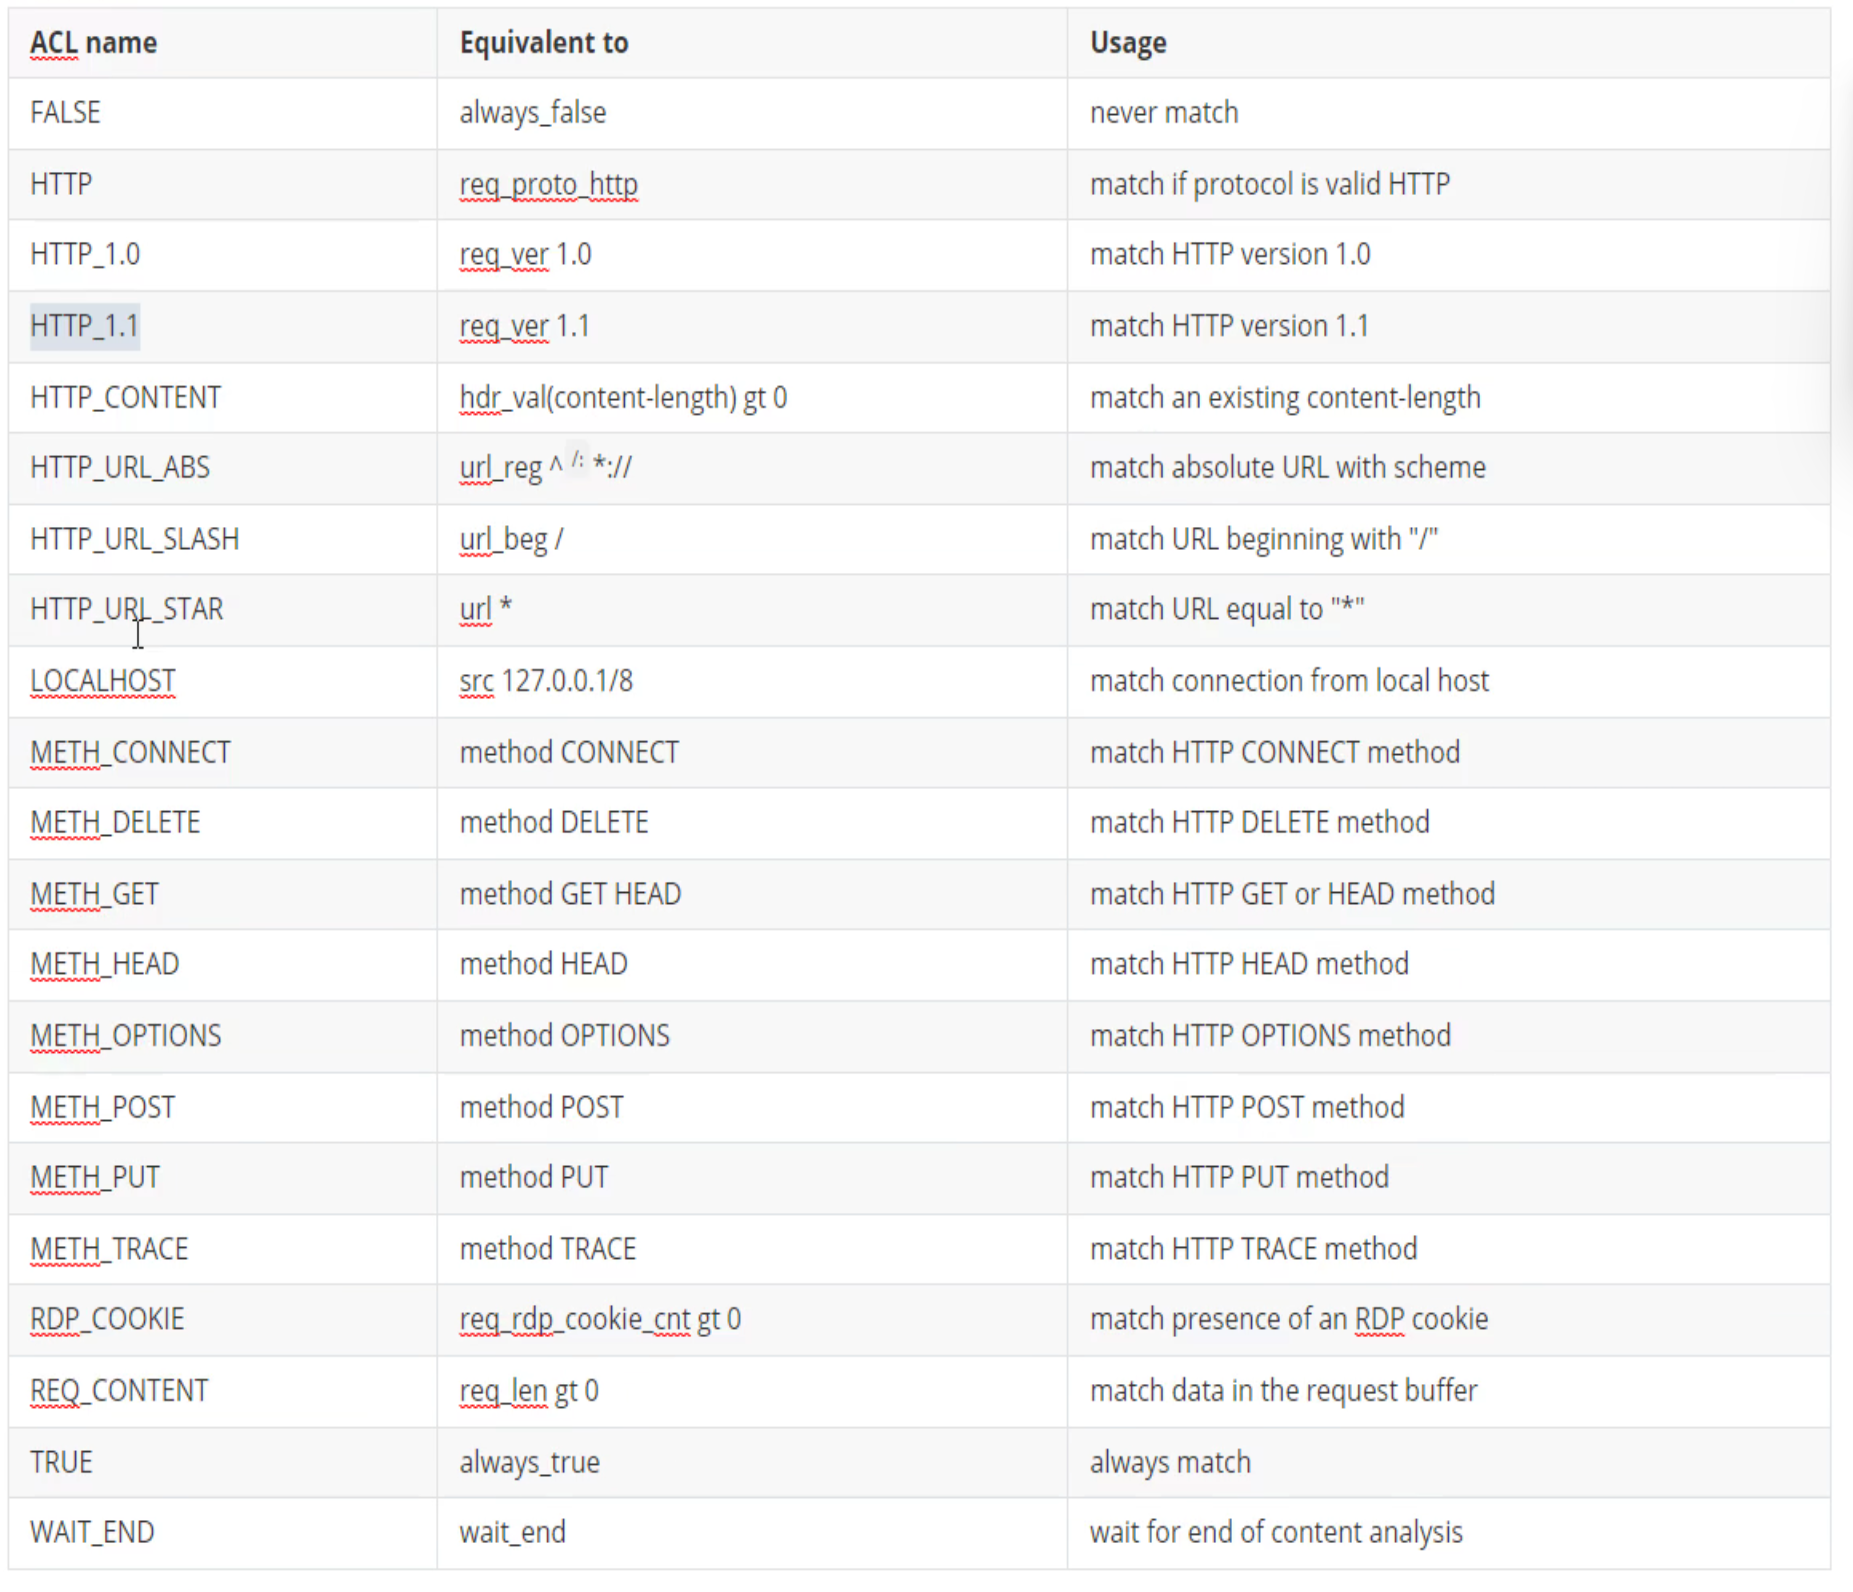 ACL name Equivalent to Usage
FALSE always_false never match
HTTP req_proto_http match if protocol is valid HTTP
HTTP_1.0 req_ver 1.0 match HTTP version 1.0
HTTP_1.1 req_ver 1.1 match HTTP version 1.1
HTTP_CONTENT hdr_val(content-length) gt 0 match an existing content-length
HTTP_URL_ABS url_reg ^ /: *:// match absolute URL with scheme
HTTP_URL_SLASH url_beg / match URL beginning with "/"
HTTP_URL_STAR url * match URL equal to "*"
LOCALHOST src 127.0.0.1/8 match connection from local host
METH_CONNECT method CONNECT match HTTP CONNECT method
METH_DELETE method DELETE match HTTP DELETE method
METH_GET method GET HEAD match HTTP GET or HEAD method
METH_HEAD method HEAD match HTTP HEAD method
METH_OPTIONS method OPTIONS match HTTP OPTIONS method
METH_POST method POST match HTTP POST method
METH_PUT method PUT match HTTP PUT method
METH_TRACE method TRACE match HTTP TRACE method
RDP_COOKIE req_rdp_cookie_cnt gt 0 match presence of an RDP cookie
REQ_CONTENT req_len gt 0 match data in the request buffer
TRUE always_true always match
WAIT_END wait_end wait for end of content analysis